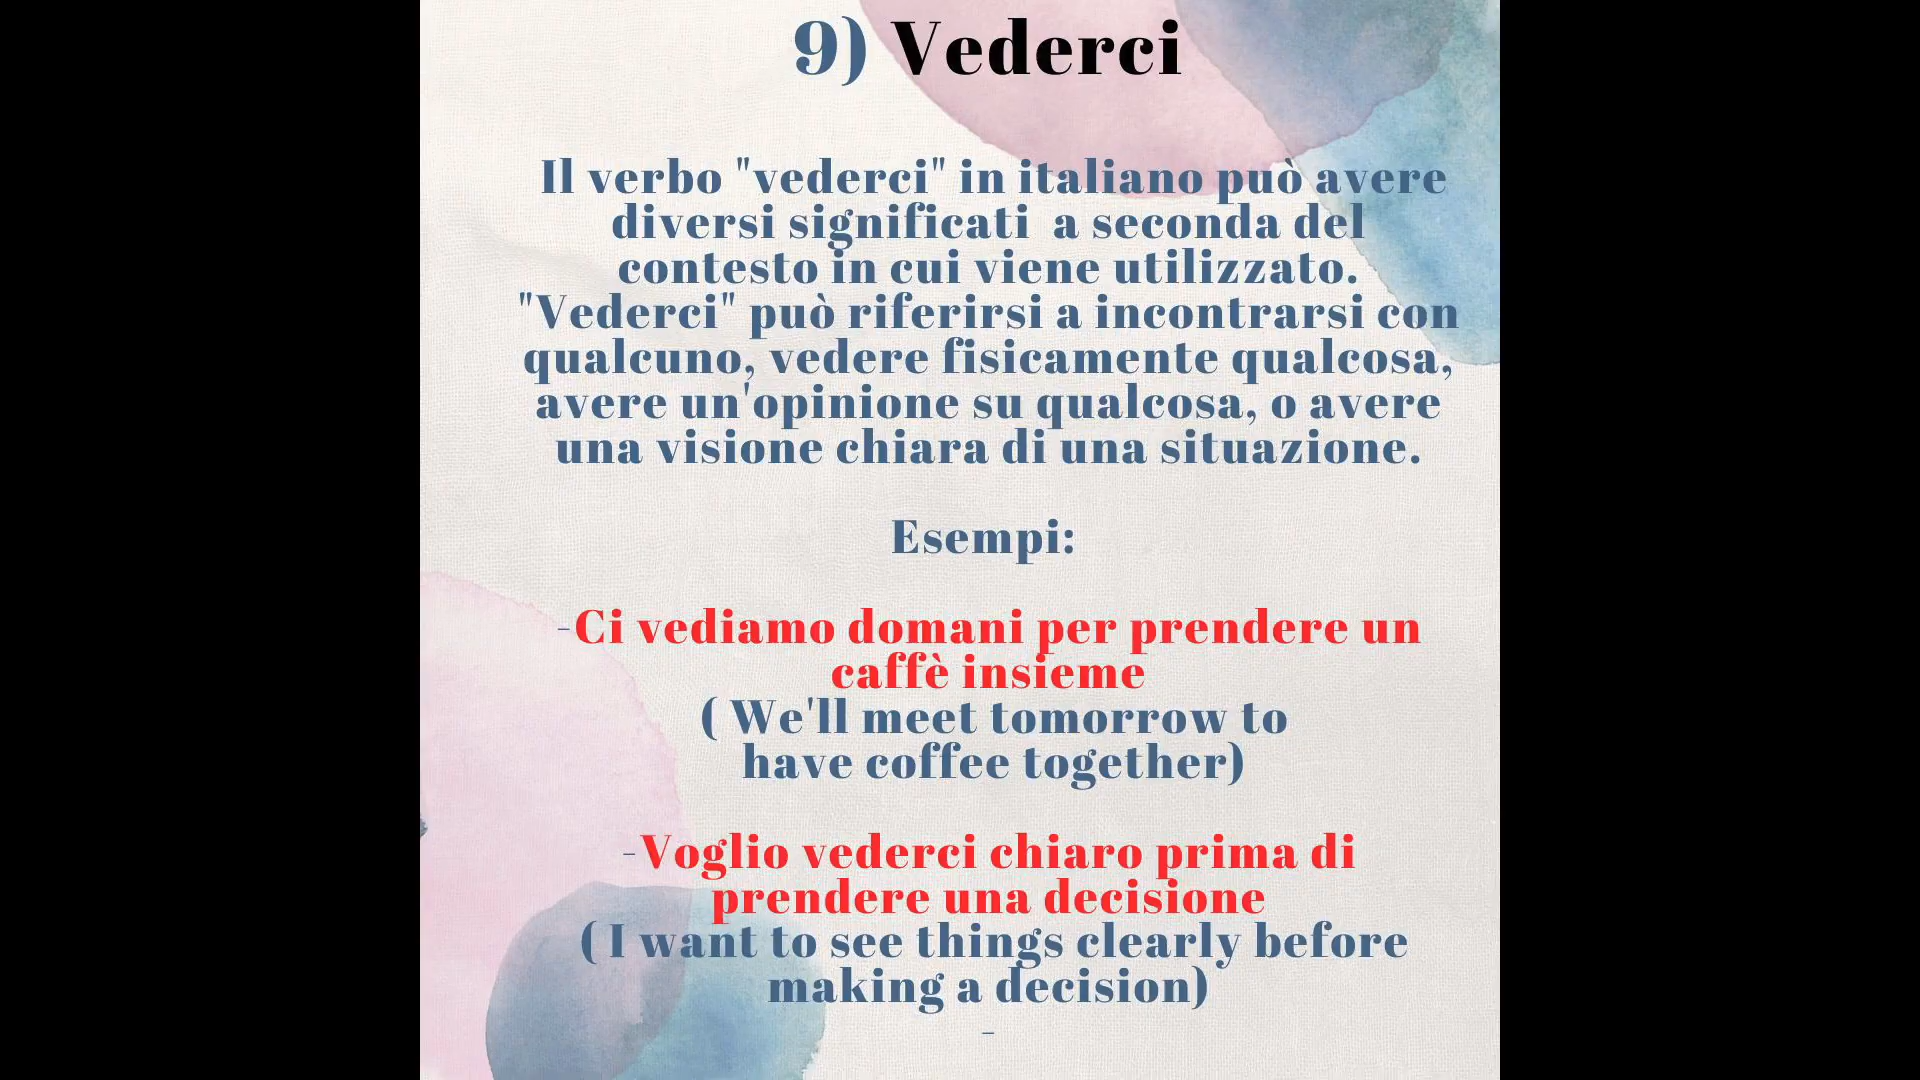 9) Vederci
Il verbo "vederci" in italiano può avere
diversi significati a seconda del
contesto in cui viene utilizzato.
"Vederci" può riferirsi a incontrarsi con
qualcuno, vedere fisicamente qualcosa,
avere un'opinione su qualcosa, o avere
una visione chiara di una situazione.
Esempi:
-Ci vediamo domani per prendere un
caffè insieme
( We'll meet tomorrow to
have coffee together)
-Voglio vederci chiaro prima di
prendere una decisione
( I want to see things clearly before
making a decision)
-